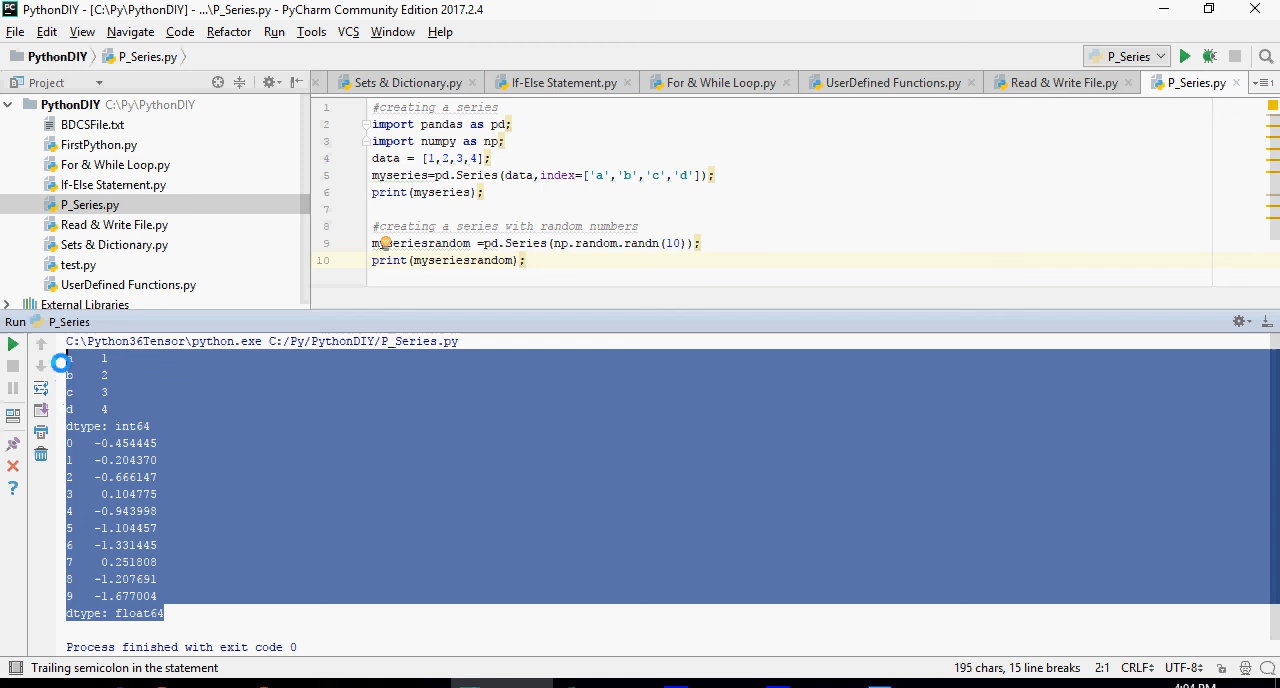 PC PythonDIY - [C:\Py\PythonDIY] - ...\P_Series.py - PyCharm Community Edition 2017.2.4
File Edit View Navigate Code Refactor Run Tools VCS Window Help
PythonDIY P_Series.py P_Series
Project Sets & Dictionary.py If-Else Statement.py For & While Loop.py UserDefined Functions.py Read & Write File.py P_Series.py
PythonDIY C:\Py\PythonDIY
BDCSFile.txt
FirstPython.py
For & While Loop.py
If-Else Statement.py
P_Series.py
Read & Write File.py
Sets & Dictionary.py
test.py
UserDefined Functions.py
External Libraries
1 #creating a series
2 import pandas as pd;
3 import numpy as np;
4 data = [1,2,3,4];
5 myseries=pd.Series(data,index=['a','b','c','d']);
6 print(myseries);
7
8 #creating a series with random numbers
9 myseriesrandom =pd.Series(np.random.randn(10));
10 print(myseriesrandom);
Run P_Series
C:\Python36Tensor\python.exe C:/Py/PythonDIY/P_Series.py
a 1
b 2
c 3
d 4
dtype: int64
0 -0.454445
1 -0.204370
2 -0.666147
3 0.104775
4 -0.943998
5 -1.104457
6 -1.331445
7 0.251808
8 -1.207691
9 -1.677004
dtype: float64
Process finished with exit code 0
Trailing semicolon in the statement 195 chars, 15 line breaks 2:1 CRLF UTF-8
4:04 PM